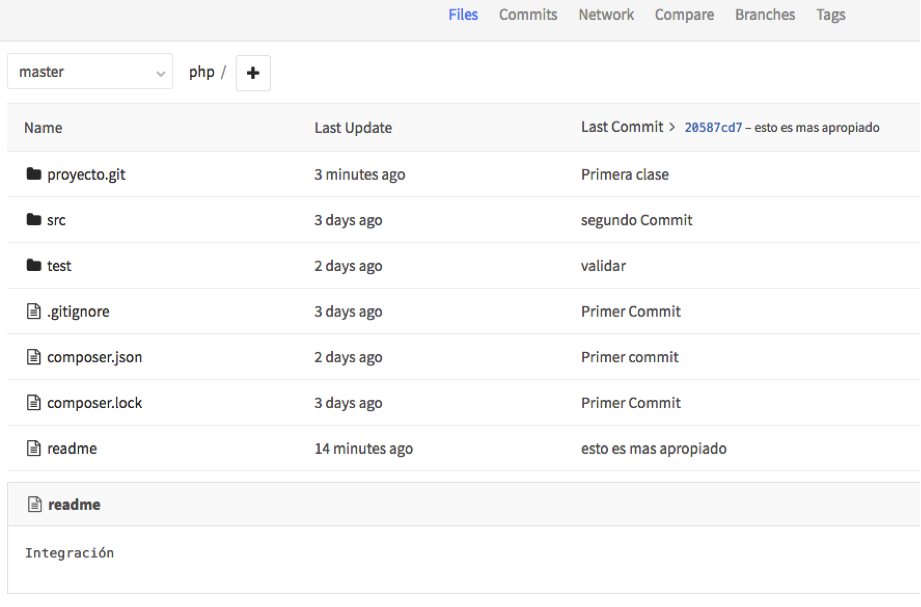 Files Commits Network Compare Branches Tags
master php / +
Name Last Update Last Commit > 20587cd7 – esto es mas apropiado
proyecto.git 3 minutes ago Primera clase
src 3 days ago segundo Commit
test 2 days ago validar
.gitignore 3 days ago Primer Commit
composer.json 2 days ago Primer commit
composer.lock 3 days ago Primer Commit
readme 14 minutes ago esto es mas apropiado
readme
Integración